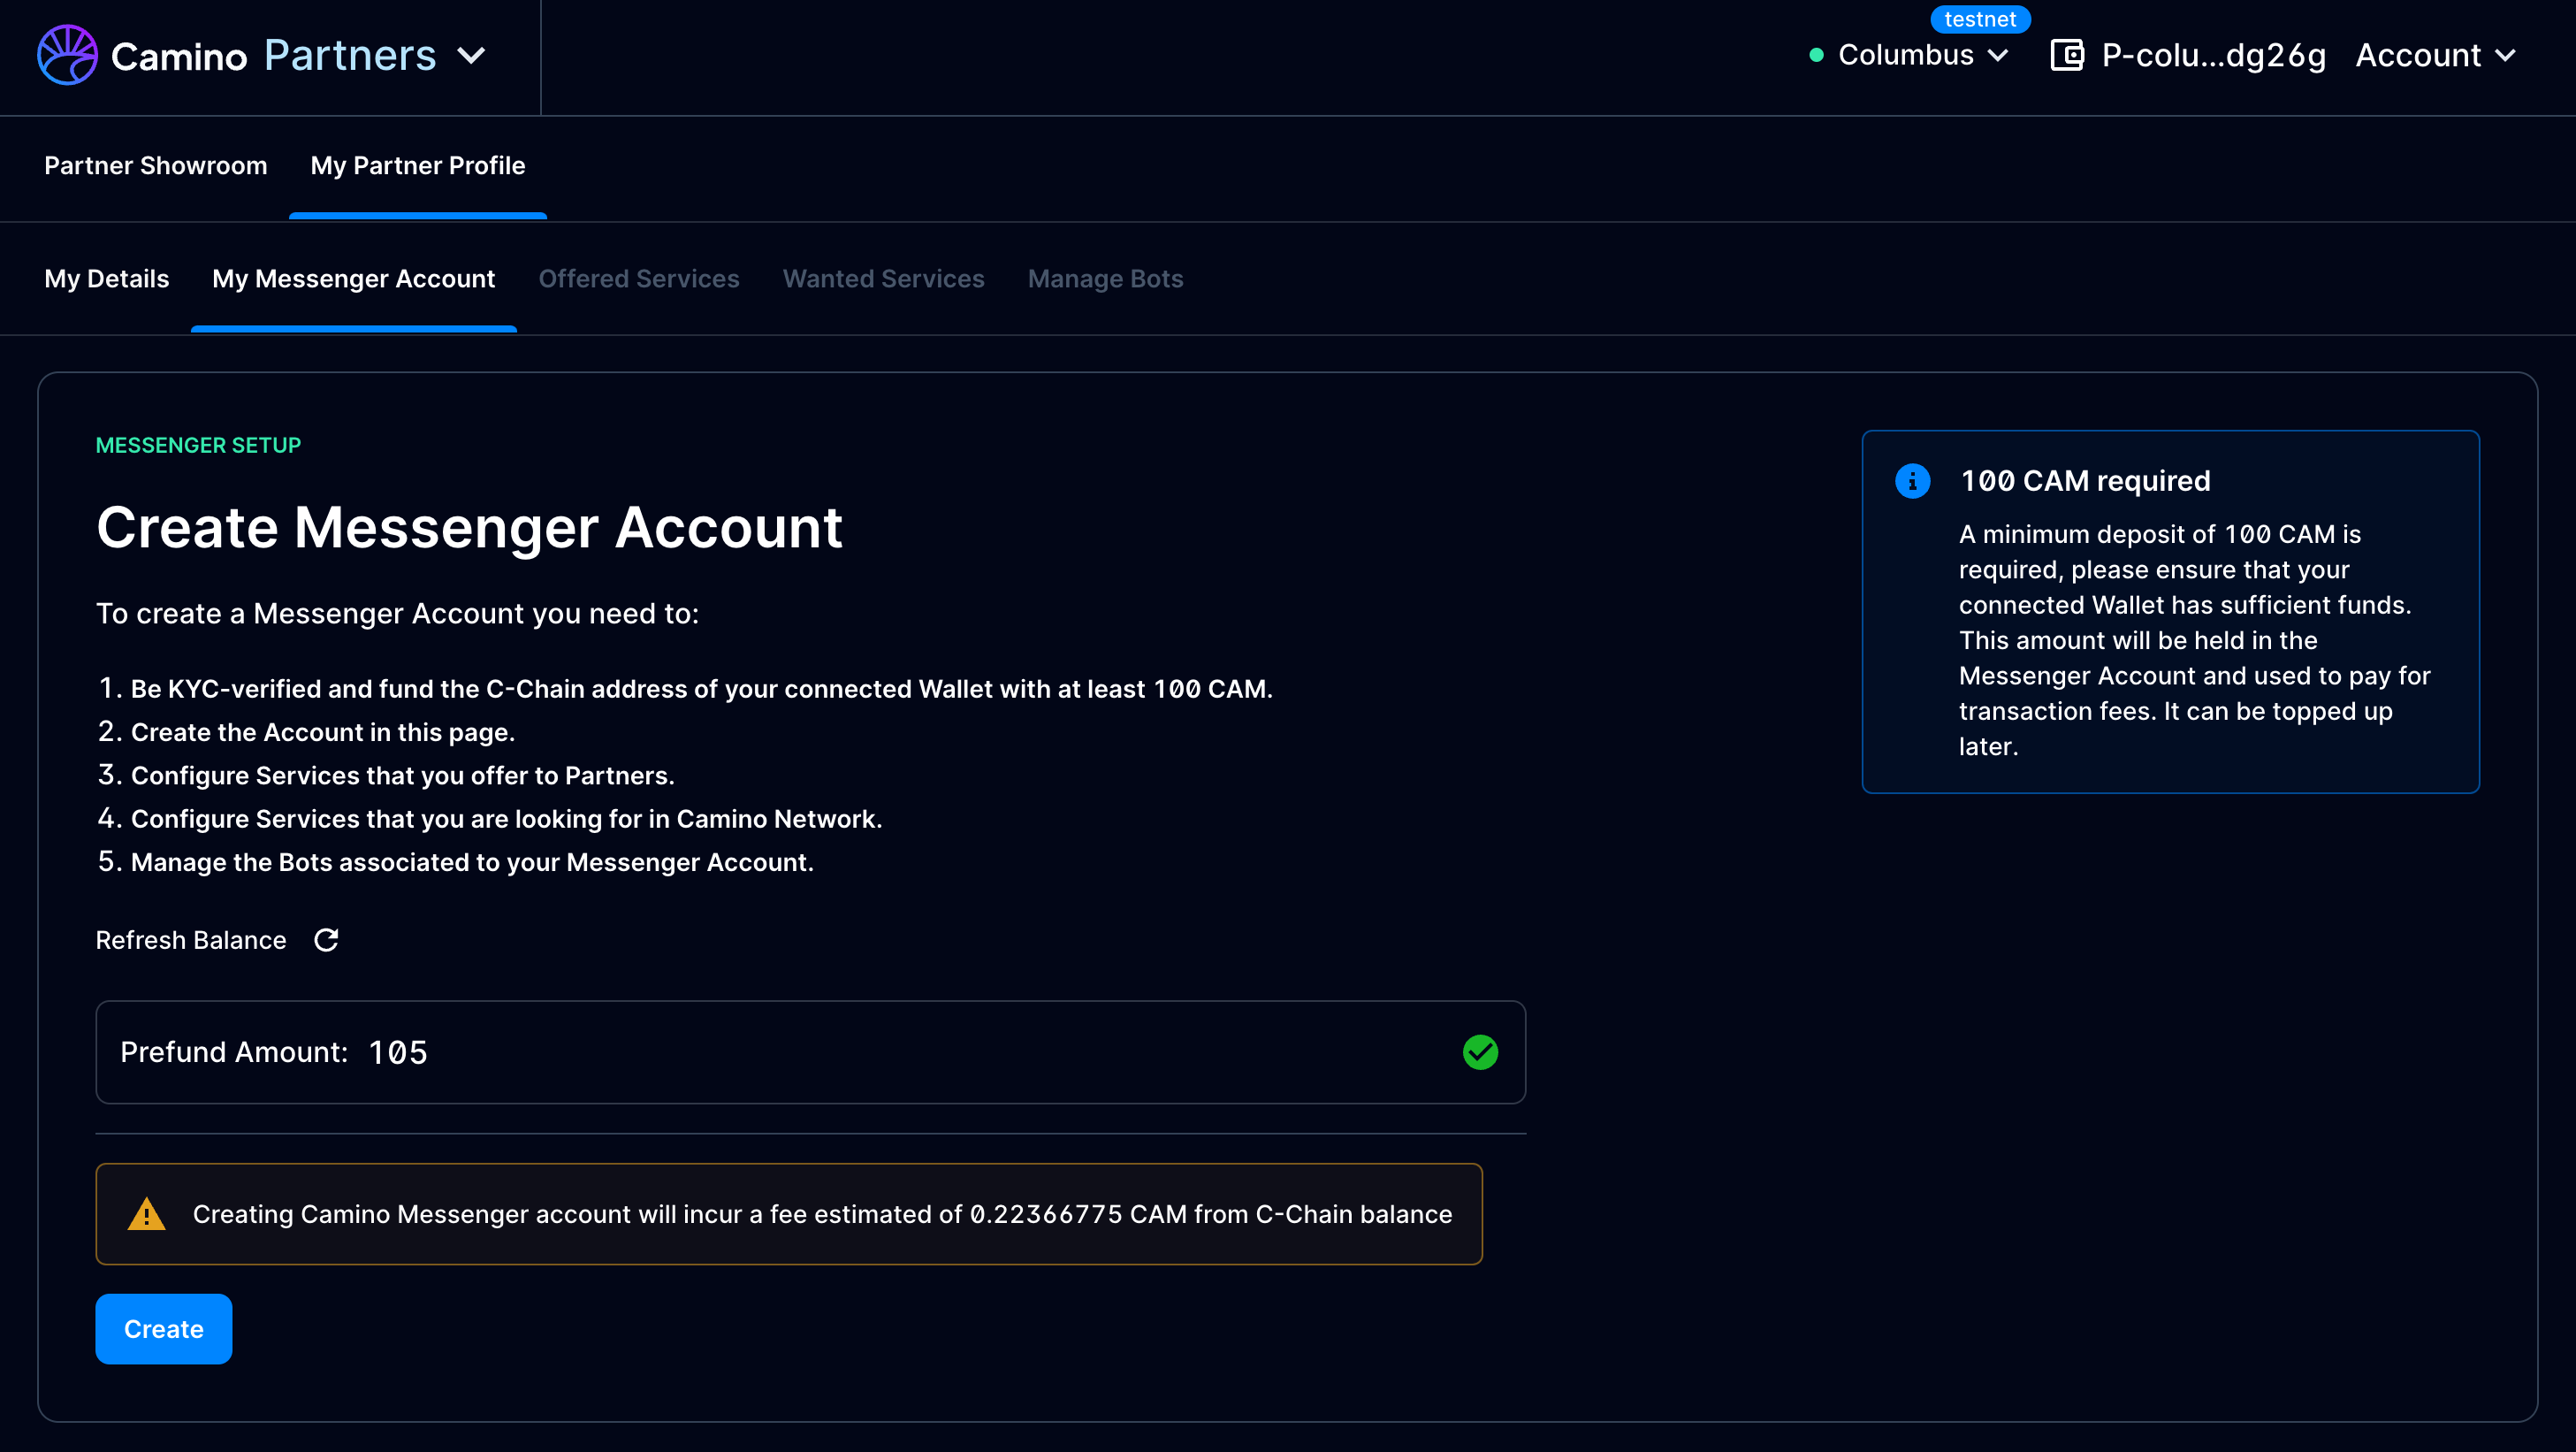 Camino Partners
testnet
Columbus
P-colu...dg26g
Account
Partner Showroom
My Partner Profile
My Details
My Messenger Account
Offered Services
Wanted Services
Manage Bots
MESSENGER SETUP
Create Messenger Account
To create a Messenger Account you need to:
1. Be KYC-verified and fund the C-Chain address of your connected Wallet with at least 100 CAM.
2. Create the Account in this page.
3. Configure Services that you offer to Partners.
4. Configure Services that you are looking for in Camino Network.
5. Manage the Bots associated to your Messenger Account.
Refresh Balance
Prefund Amount: 105
Creating Camino Messenger account will incur a fee estimated of 0.22366775 CAM from C-Chain balance
Create
100 CAM required
A minimum deposit of 100 CAM is
required, please ensure that your
connected Wallet has sufficient funds.
This amount will be held in the
Messenger Account and used to pay for
transaction fees. It can be topped up
later.